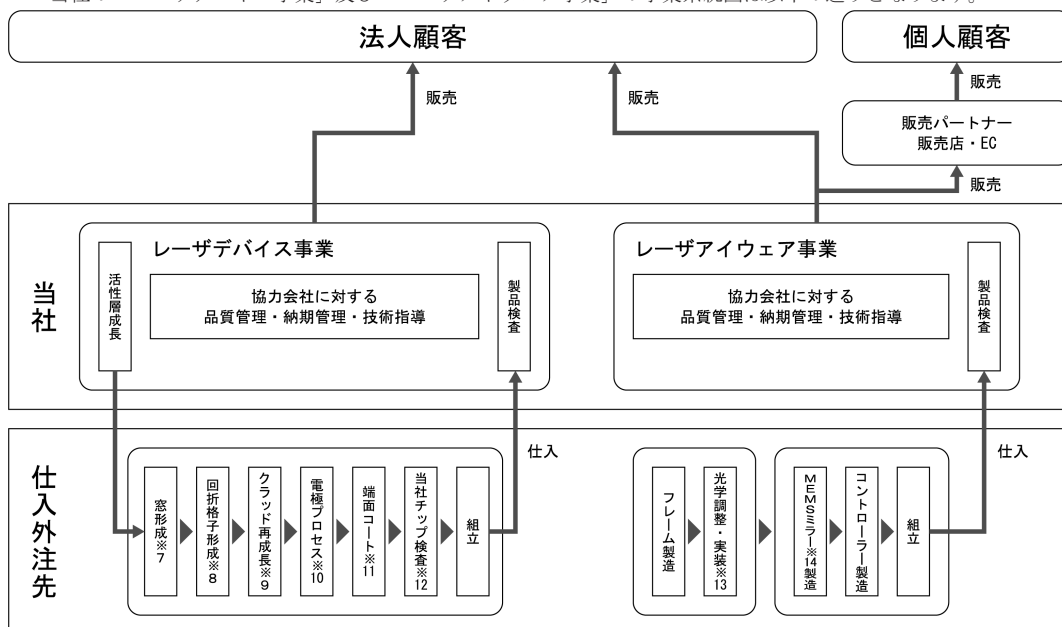 法人顧客
個人顧客
販売
販売
販売
販売パートナー
販売店・EC
販売
当社
レーザデバイス事業
活性層成長
協力会社に対する
品質管理・納期管理・技術指導
製品検査
レーザアイウェア事業
協力会社に対する
品質管理・納期管理・技術指導
製品検査
仕入外注先
仕入
仕入
窓形成※7
回折格子形成※8
クラッド再成長※9
電極プロセス※10
端面コート※11
当社チップ検査※12
組立
フレーム製造
光学調整・実装※13
MEMSミラー※14製造
コントローラー製造
組立